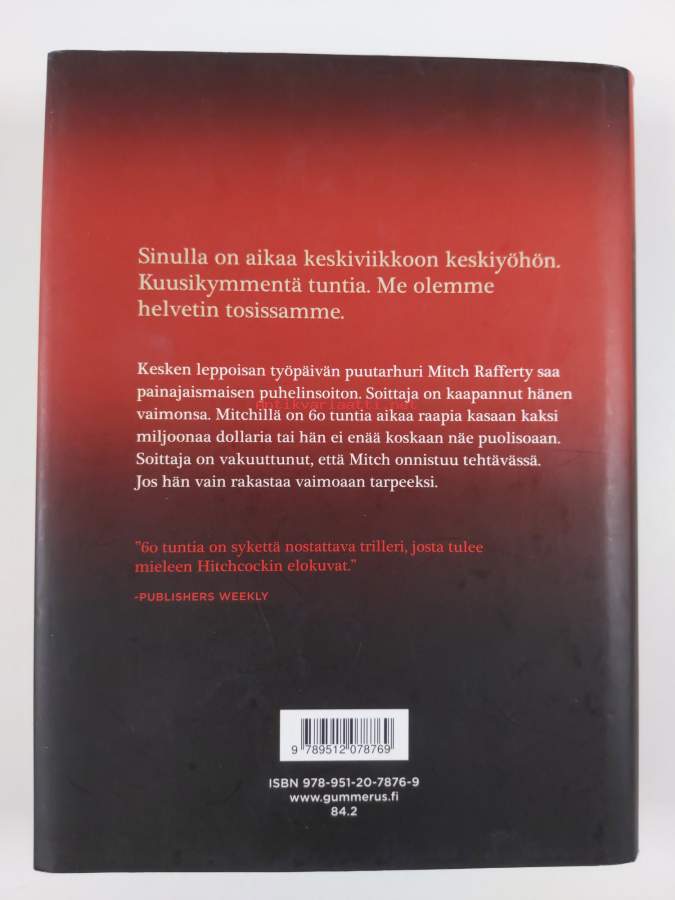 Sinulla on aikaa keskiviikkoon keskiyöhön.
Kuusikymmentä tuntia. Me olemme
helvetin tosissamme.
Kesken leppoisan työpäivän puutarhuri Mitch Rafferty saa
painajaismaisen puhelinsoiton. Soittaja on kaapannut hänen
vaimonsa. Mitchillä on 60 tuntia aikaa raapia kasaan kaksi
antikvariaatti.net
miljoonaa dollaria tai hän ei enää koskaan näe puolisoaan.
Soittaja on vakuuttunut, että Mitch onnistuu tehtävässä.
Jos hän vain rakastaa vaimoaan tarpeeksi.
"60 tuntia on sykettä nostattava trilleri, josta tulee
mieleen Hitchcockin elokuvat."
-PUBLISHERS WEEKLY
9 789512 078769
ISBN 978-951-20-7876-9
www.gummerus.fi
84.2